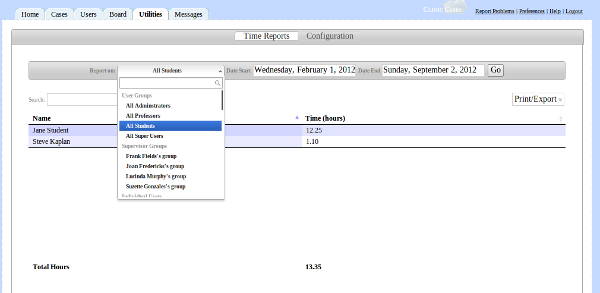 Home Cases Users Board Utilities Messages
Clinic Cases
Report Problems | Preferences | Help | Logout
Time Reports Configuration
Report on: All Students Date Start: Wednesday, February 1, 2012 Date End: Sunday, September 2, 2012 Go
Search: Print/Export
User Groups
All Adminstrators
All Professors
All Students
All Super Users
Supervisor Groups
Frank Fields's group
Joan Fredericks's group
Lucinda Murphy's group
Suzette Gonzales's group
Individual Users
Name Time (hours)
Jane Student 12.25
Steve Kaplan 1.10
Total Hours 13.35